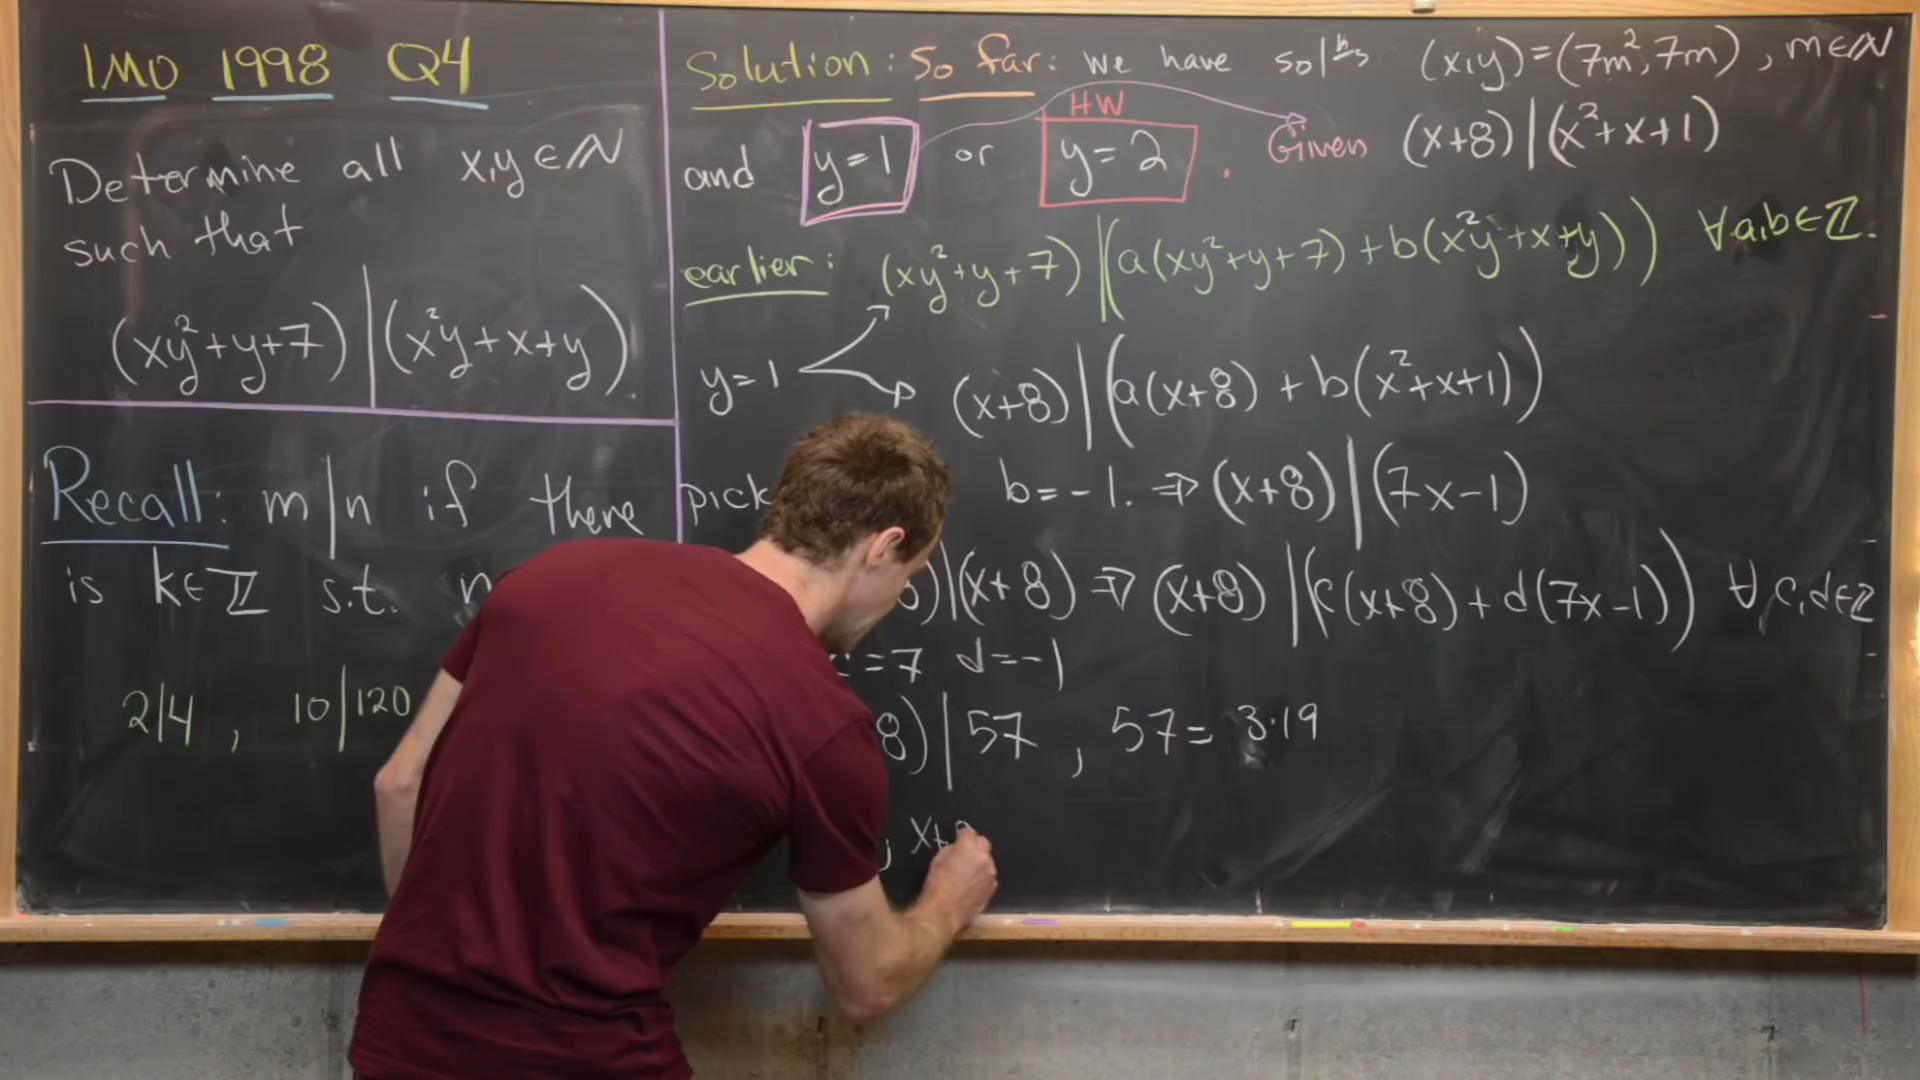 IMO 1998 Q4
Determine all x,y∈ℕ
such that
(xy²+y+7)|(x²y+x+y).
Recall: m|n if there
is k∈ℤ s.t. n
2|4 , 10|120
Solution: So far: we have solⁿs (x,y)=(7m²,7m), m∈ℕ
HW
and y=1 or y=2 . Given (x+8)|(x²+x+1)
earlier: (xy²+y+7)|(a(xy²+y+7)+b(x²y+x+y)) ∀a,b∈ℤ.
y=1 (x+8)|(a(x+8)+b(x²+x+1))
pick b=-1. ⇒ (x+8)|(7x-1)
)|(x+8) ⇒ (x+8)|(c(x+8)+d(7x-1)) ∀ c,d∈ℤ
=7 d=-1
8)|57 , 57=3·19
, x+